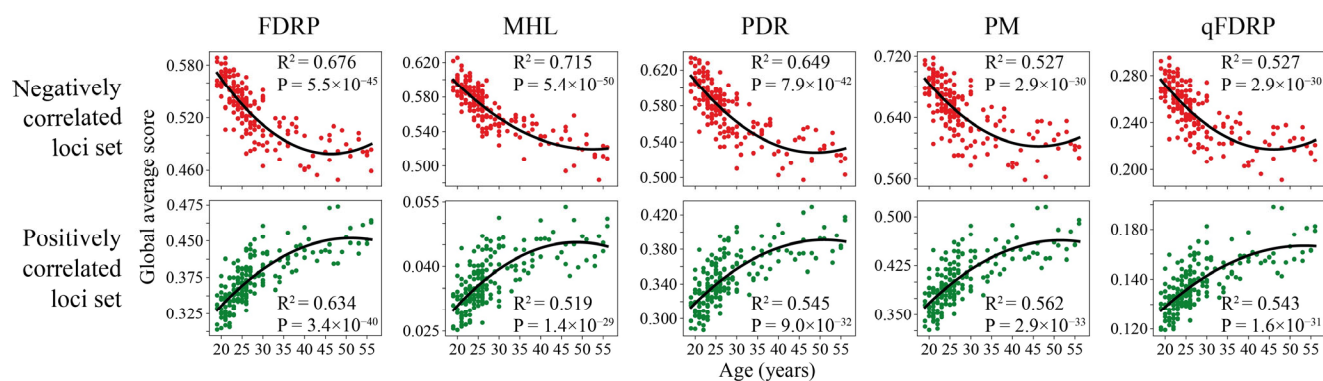 FDRP MHL PDR PM qFDRP
Negatively
correlated
loci set
Positively
correlated
loci set
Global average score
0.580
0.520
0.460
R² = 0.676
P = 5.5×10⁻⁴⁵
0.620
0.580
0.540
0.500
R² = 0.715
P = 5.4×10⁻⁵⁰
0.620
0.580
0.540
0.500
R² = 0.649
P = 7.9×10⁻⁴²
0.720
0.640
0.560
R² = 0.527
P = 2.9×10⁻³⁰
0.280
0.240
0.200
R² = 0.527
P = 2.9×10⁻³⁰
0.475
0.450
0.375
0.325
R² = 0.634
P = 3.4×10⁻⁴⁰
20 25 30 35 40 45 50 55
0.055
0.040
0.025
R² = 0.519
P = 1.4×10⁻²⁹
20 25 30 35 40 45 50 55
0.420
0.380
0.340
0.300
R² = 0.545
P = 9.0×10⁻³²
20 25 30 35 40 45 50 55
0.500
0.425
0.350
R² = 0.562
P = 2.9×10⁻³³
20 25 30 35 40 45 50 55
0.180
0.160
0.140
0.120
R² = 0.543
P = 1.6×10⁻³¹
20 25 30 35 40 45 50 55
Age (years)